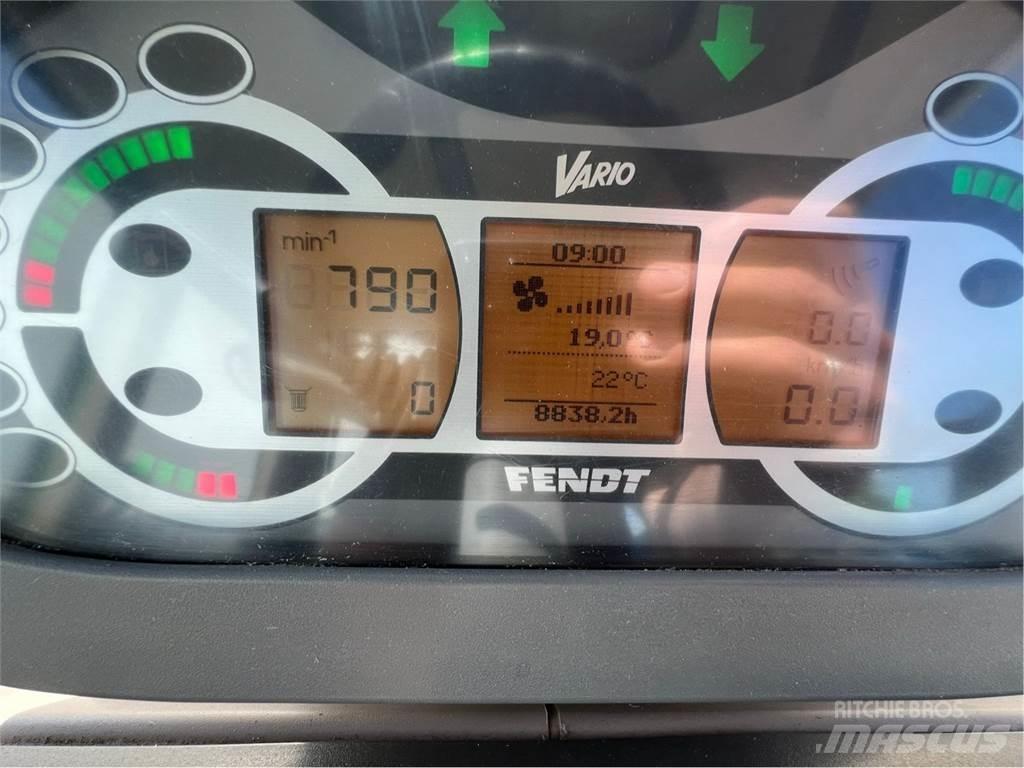 VARIO
min-1
790
0
09:00
19,0°C
22°C
8838,2h
0.0
km/h
0.0
FENDT
RITCHIE BROS.
MASCUS